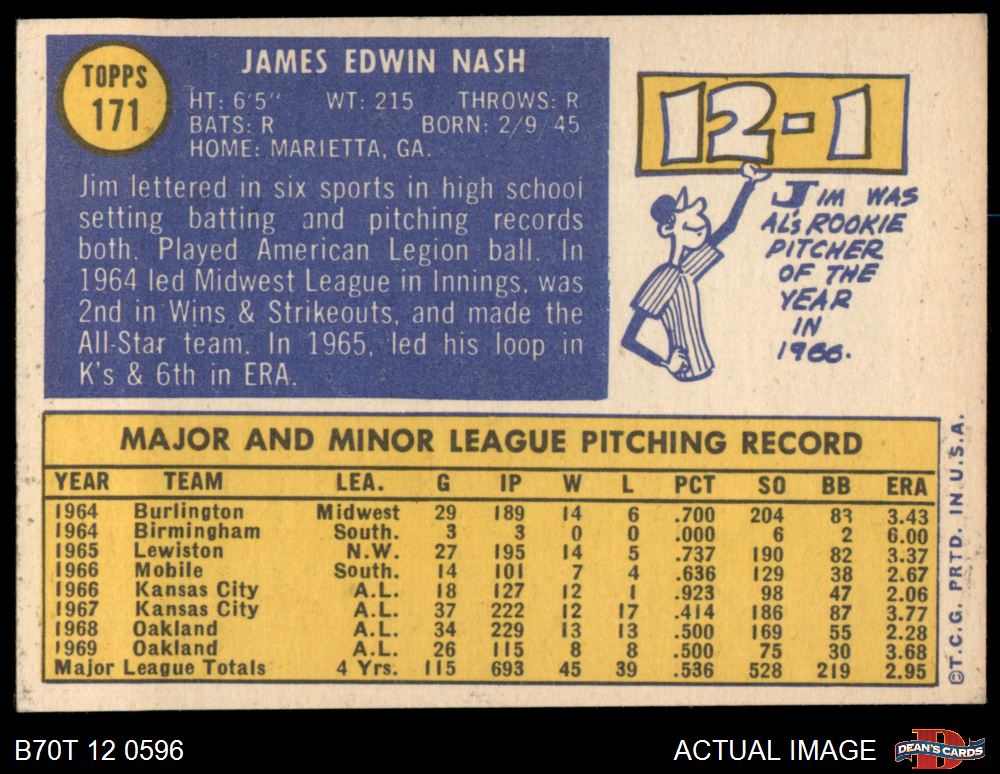 TOPPS
171
JAMES EDWIN NASH
HT: 6'5" WT: 215 THROWS: R
BATS: R BORN: 2/9 45
HOME: MARIETTA, GA.
Jim lettered in six sports in high school
setting batting and pitching records
both. Played American Legion ball. In
1964 led Midwest League in Innings, was
2nd in Wins & Strikeouts, and made the
All-Star team. In 1965, led his loop in
K's & 6th in ERA.
12-1
JIM WAS
AL's ROOKIE
PITCHER
OF THE
YEAR
IN
1966.
MAJOR AND MINOR LEAGUE PITCHING RECORD
YEAR TEAM LEA. G IP W L PCT SO BB ERA
1964 Burlington Midwest 29 189 14 6 .700 204 83 3.43
1964 Birmingham South. 3 3 0 0 .000 6 2 6.00
1965 Lewiston N.W. 27 195 14 5 .737 190 82 3.37
1966 Mobile South. 14 101 7 4 .636 129 38 2.67
1966 Kansas City A.L. 18 127 12 1 .923 98 47 2.06
1967 Kansas City A.L. 37 222 12 17 .414 186 87 3.77
1968 Oakland A.L. 34 229 13 13 .500 169 55 2.28
1969 Oakland A.L. 26 115 8 8 .500 75 30 3.68
Major League Totals 4 Yrs. 115 693 45 39 .536 528 219 2.95
©T.C.G. PRTD. IN U.S.A.
B70T 12 0596
ACTUAL IMAGE
DEAN'S CARDS